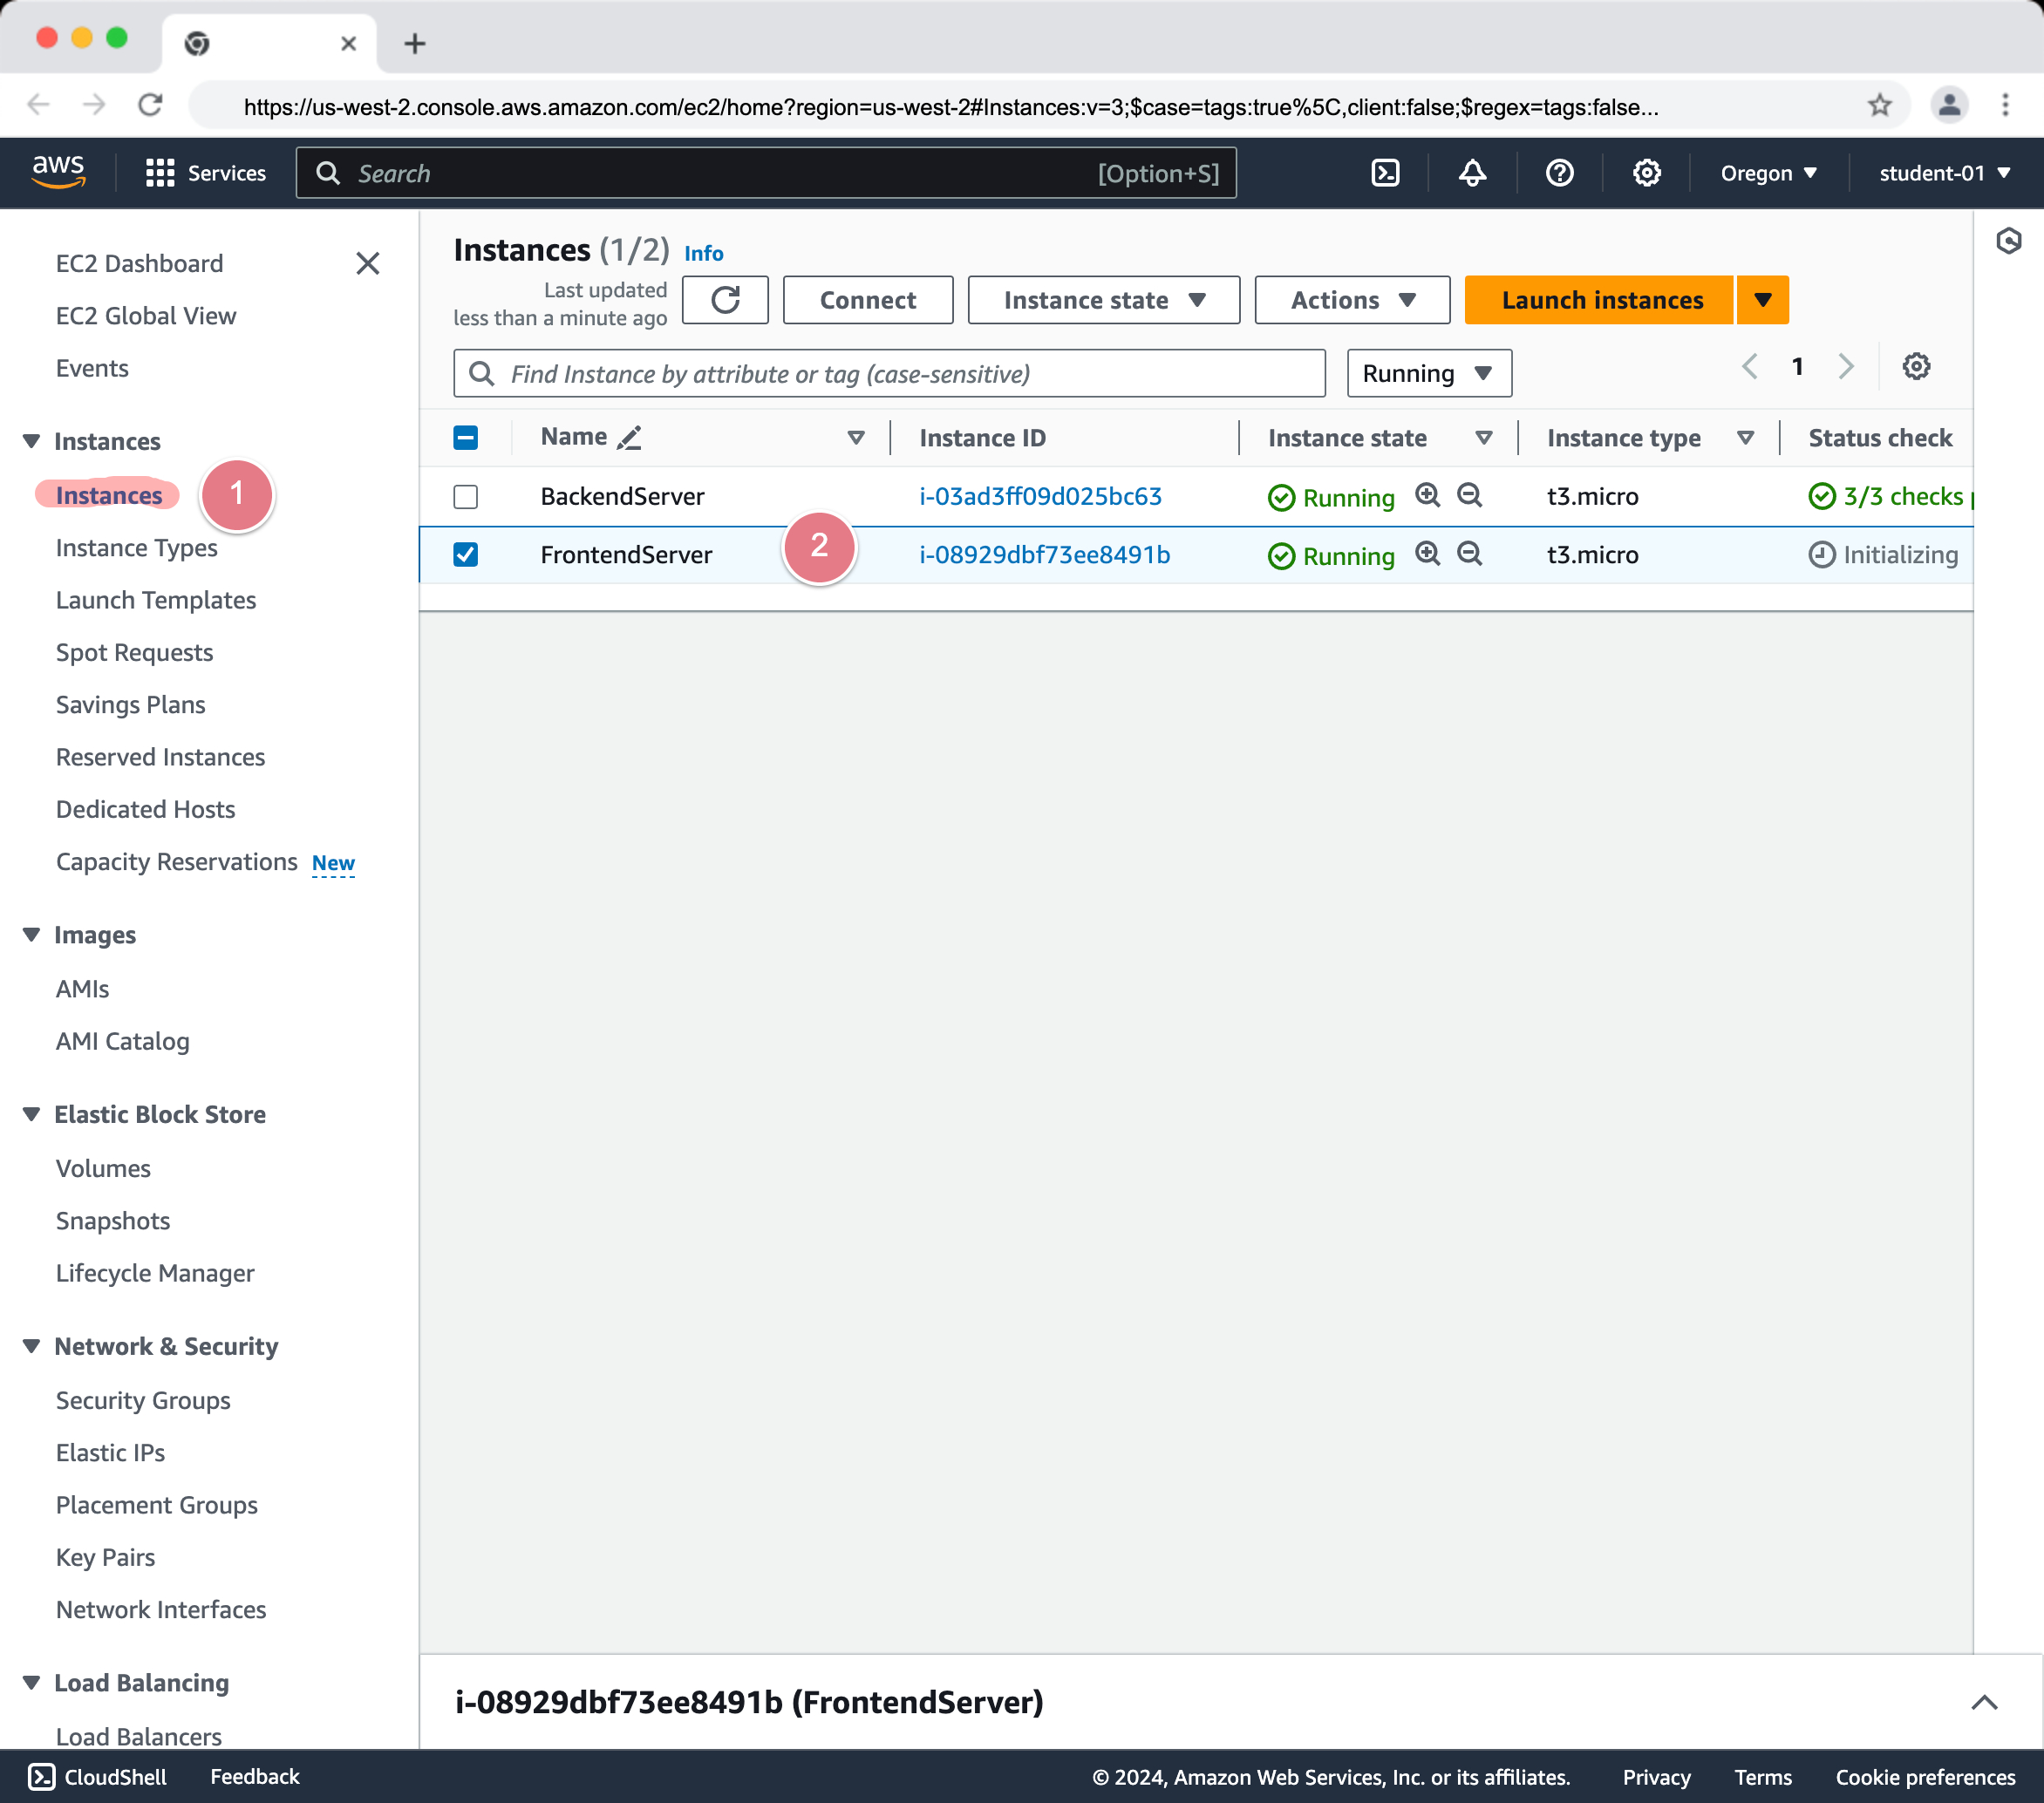 https://us-west-2.console.aws.amazon.com/ec2/home?region=us-west-2#Instances:v=3;$case=tags:true%5C,client:false;$regex=tags:false...
aws Services Search [Option+S] Oregon student-01
EC2 Dashboard
EC2 Global View
Events
Instances
Instances 1
Instance Types
Launch Templates
Spot Requests
Savings Plans
Reserved Instances
Dedicated Hosts
Capacity Reservations New
Images
AMIs
AMI Catalog
Elastic Block Store
Volumes
Snapshots
Lifecycle Manager
Network & Security
Security Groups
Elastic IPs
Placement Groups
Key Pairs
Network Interfaces
Load Balancing
Load Balancers
Instances (1/2) Info
Last updated
less than a minute ago
Connect Instance state Actions Launch instances
Find Instance by attribute or tag (case-sensitive) Running 1
Name Instance ID Instance state Instance type Status check
BackendServer i-03ad3ff09d025bc63 Running t3.micro 3/3 checks
FrontendServer 2 i-08929dbf73ee8491b Running t3.micro Initializing
i-08929dbf73ee8491b (FrontendServer)
CloudShell Feedback © 2024, Amazon Web Services, Inc. or its affiliates. Privacy Terms Cookie preferences